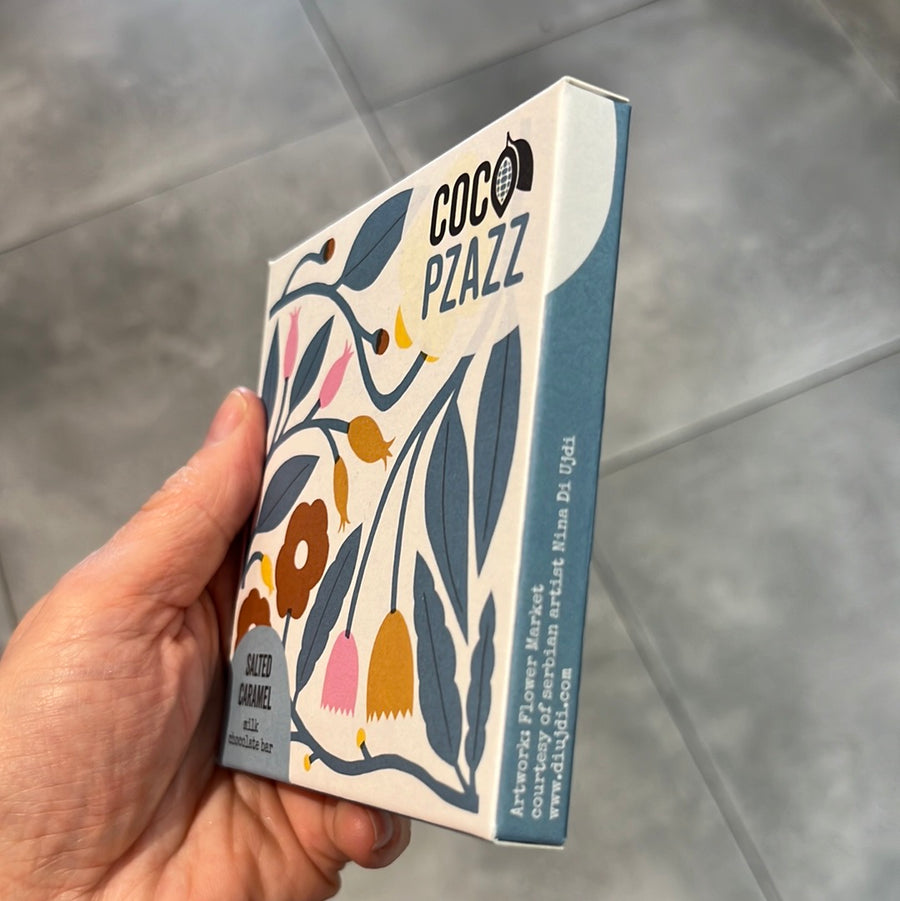 COCO
PZAZZ
SALTED
CARAMEL
milk
chocolate bar
Artwork: Flower Market
courtesy of serbian artist Nina Di Ujdi
www.diujdi.com